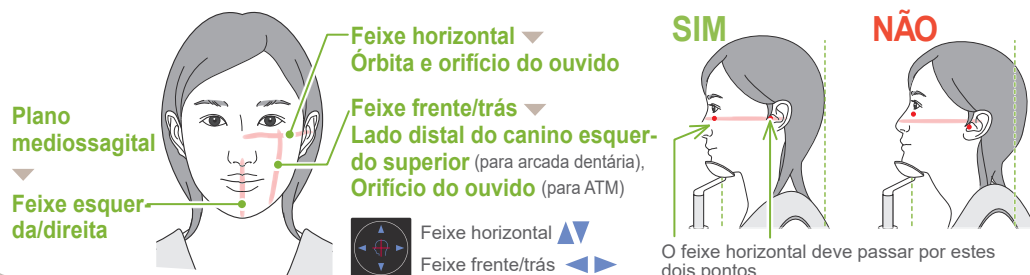 Plano
mediossagital
Feixe esquer-
da/direita
Feixe horizontal
Órbita e orifício do ouvido
Feixe frente/trás
Lado distal do canino esquer-
do superior (para arcada dentária),
Orifício do ouvido (para ATM)
Feixe horizontal
Feixe frente/trás
SIM
NÃO
O feixe horizontal deve passar por estes
dois pontos